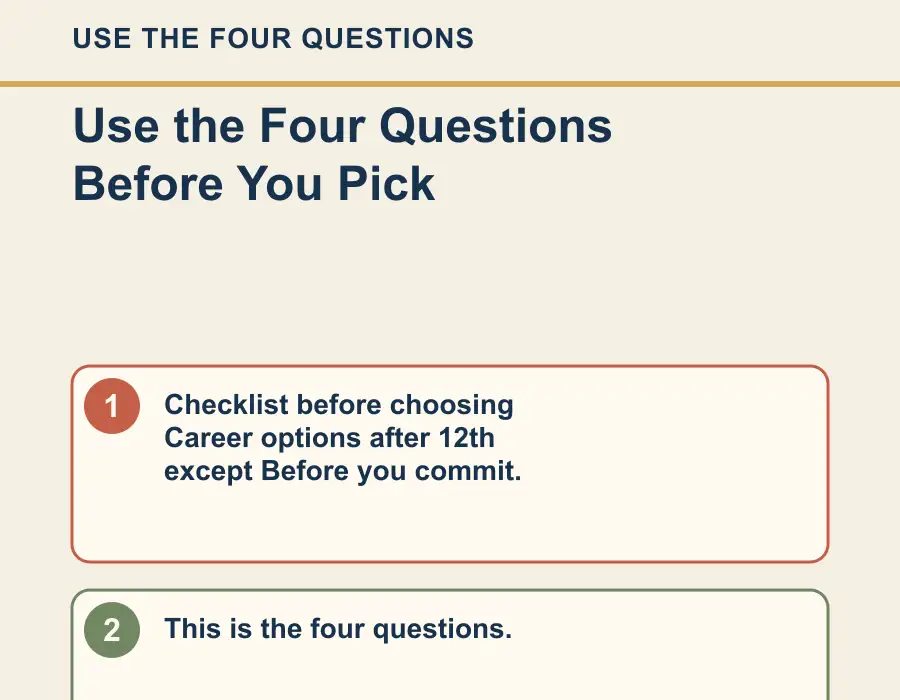 USE THE FOUR QUESTIONS
Use the Four Questions
Before You Pick
1
Checklist before choosing
Career options after 12th
except Before you commit.
2
This is the four questions.